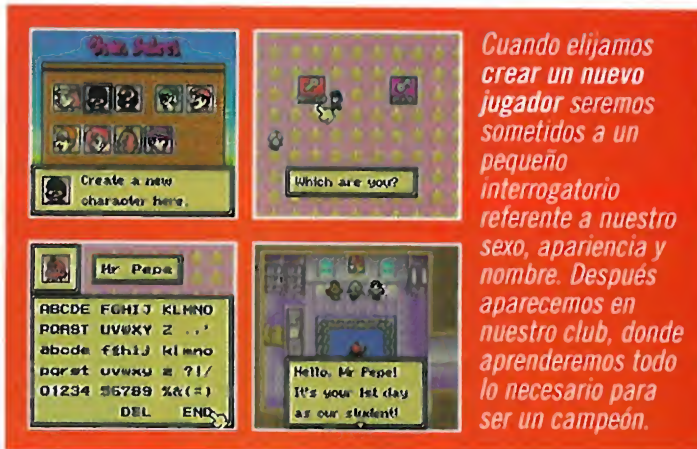 Char. Select
Create a new
character here.
Which are you?
Mr Pepe
ABCDE FGHIJ KLMNO
PQRST UVWXY Z . , '
abcde fghij klmno
pqrst uvwxy z ? ! /
01234 56789 %&(=)
DEL END
Hello, Mr Pepe!
It's your 1st day
as our student!
Cuando elijamos
crear un nuevo
jugador seremos
sometidos a un
pequeño
interrogatorio
referente a nuestro
sexo, apariencia y
nombre. Después
aparecemos en
nuestro club, donde
aprenderemos todo
lo necesario para
ser un campeón.